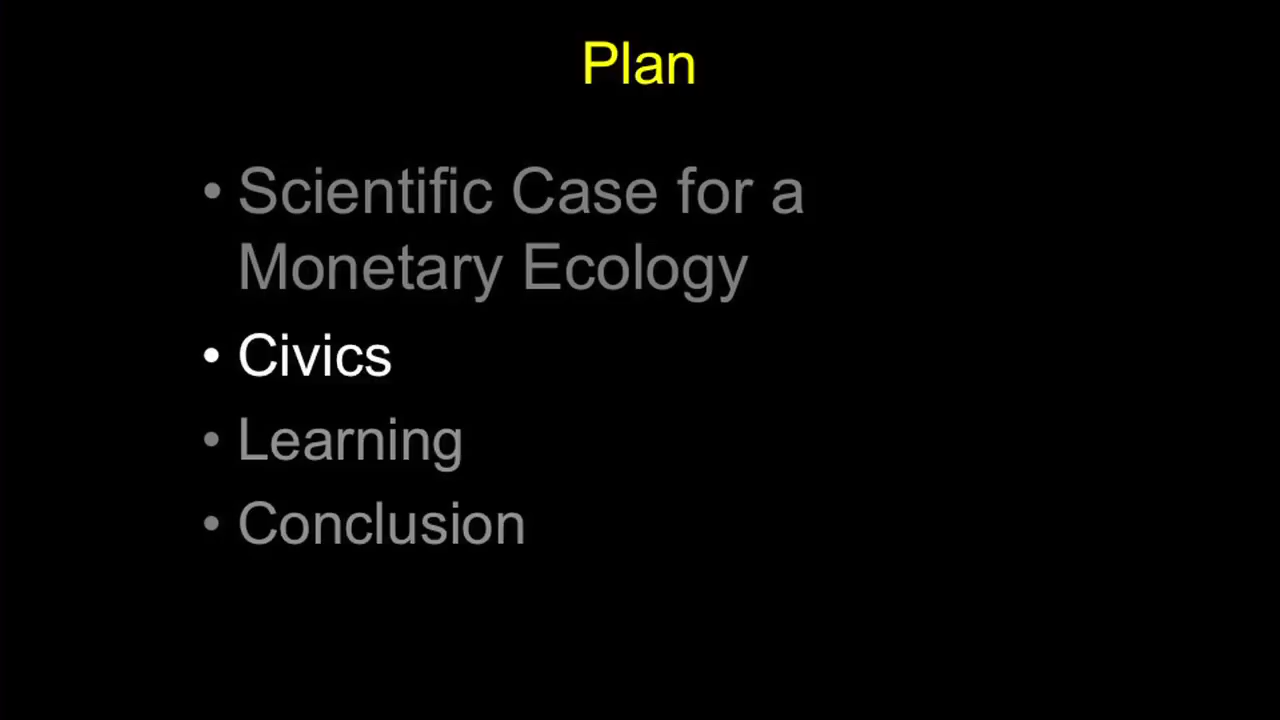 Plan
• Scientific Case for a
Monetary Ecology
• Civics
• Learning
• Conclusion